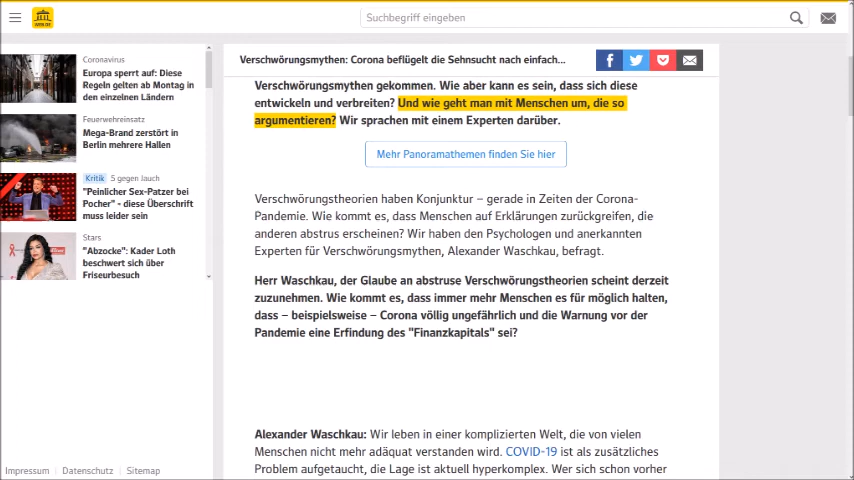 WEB.DE
Suchbegriff eingeben
Coronavirus
Europa sperrt auf: Diese
Regeln gelten ab Montag in
den einzelnen Ländern
Feuerwehreinsatz
Mega-Brand zerstört in
Berlin mehrere Hallen
Kritik 5 gegen Jauch
"Peinlicher Sex-Patzer bei
Pocher" - diese Überschrift
muss leider sein
Stars
"Abzocke": Kader Loth
beschwert sich über
Friseurbesuch
Impressum Datenschutz Sitemap
Verschwörungsmythen: Corona beflügelt die Sehnsucht nach einfach...
Verschwörungsmythen gekommen. Wie aber kann es sein, dass sich diese
entwickeln und verbreiten? Und wie geht man mit Menschen um, die so
argumentieren? Wir sprachen mit einem Experten darüber.
Mehr Panoramathemen finden Sie hier
Verschwörungstheorien haben Konjunktur – gerade in Zeiten der Corona-
Pandemie. Wie kommt es, dass Menschen auf Erklärungen zurückgreifen, die
anderen abstrus erscheinen? Wir haben den Psychologen und anerkannten
Experten für Verschwörungsmythen, Alexander Waschkau, befragt.
Herr Waschkau, der Glaube an abstruse Verschwörungstheorien scheint derzeit
zuzunehmen. Wie kommt es, dass immer mehr Menschen es für möglich halten,
dass – beispielsweise – Corona völlig ungefährlich und die Warnung vor der
Pandemie eine Erfindung des "Finanzkapitals" sei?
Alexander Waschkau: Wir leben in einer komplizierten Welt, die von vielen
Menschen nicht mehr adäquat verstanden wird. COVID-19 ist als zusätzliches
Problem aufgetaucht, die Lage ist aktuell hyperkomplex. Wer sich schon vorher